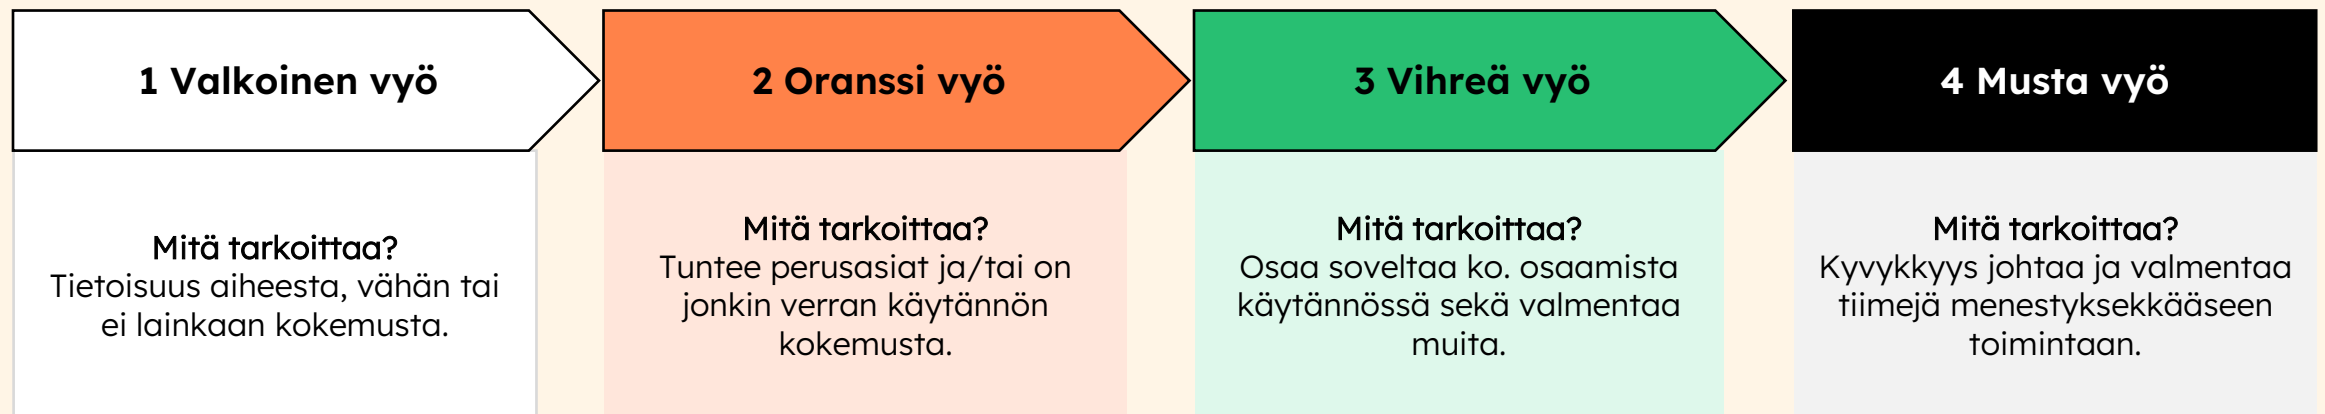 1 Valkoinen vyö
Mitä tarkoittaa?
Tietoisuus aiheesta, vähän tai
ei lainkaan kokemusta.
2 Oranssi vyö
Mitä tarkoittaa?
Tuntee perusasiat ja/tai on
jonkin verran käytännön
kokemusta.
3 Vihreä vyö
Mitä tarkoittaa?
Osaa soveltaa ko. osaamista
käytännössä sekä valmentaa
muita.
4 Musta vyö
Mitä tarkoittaa?
Kyvykkyys johtaa ja valmentaa
tiimejä menestyksekkääseen
toimintaan.